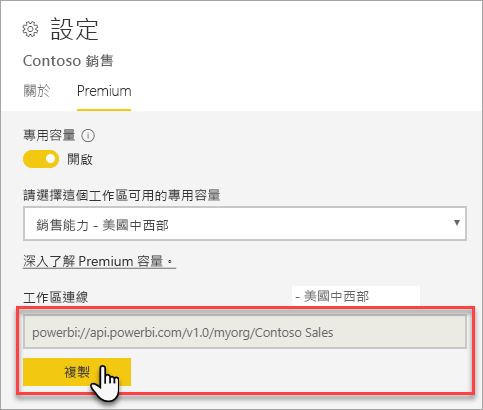 設定
Contoso 銷售
關於 Premium
專用容量
開啟
請選擇這個工作區可用的專用容量
銷售能力 - 美國中西部
深入了解 Premium 容量。
工作區連線 - 美國中西部
powerbi://api.powerbi.com/v1.0/myorg/Contoso Sales
複製